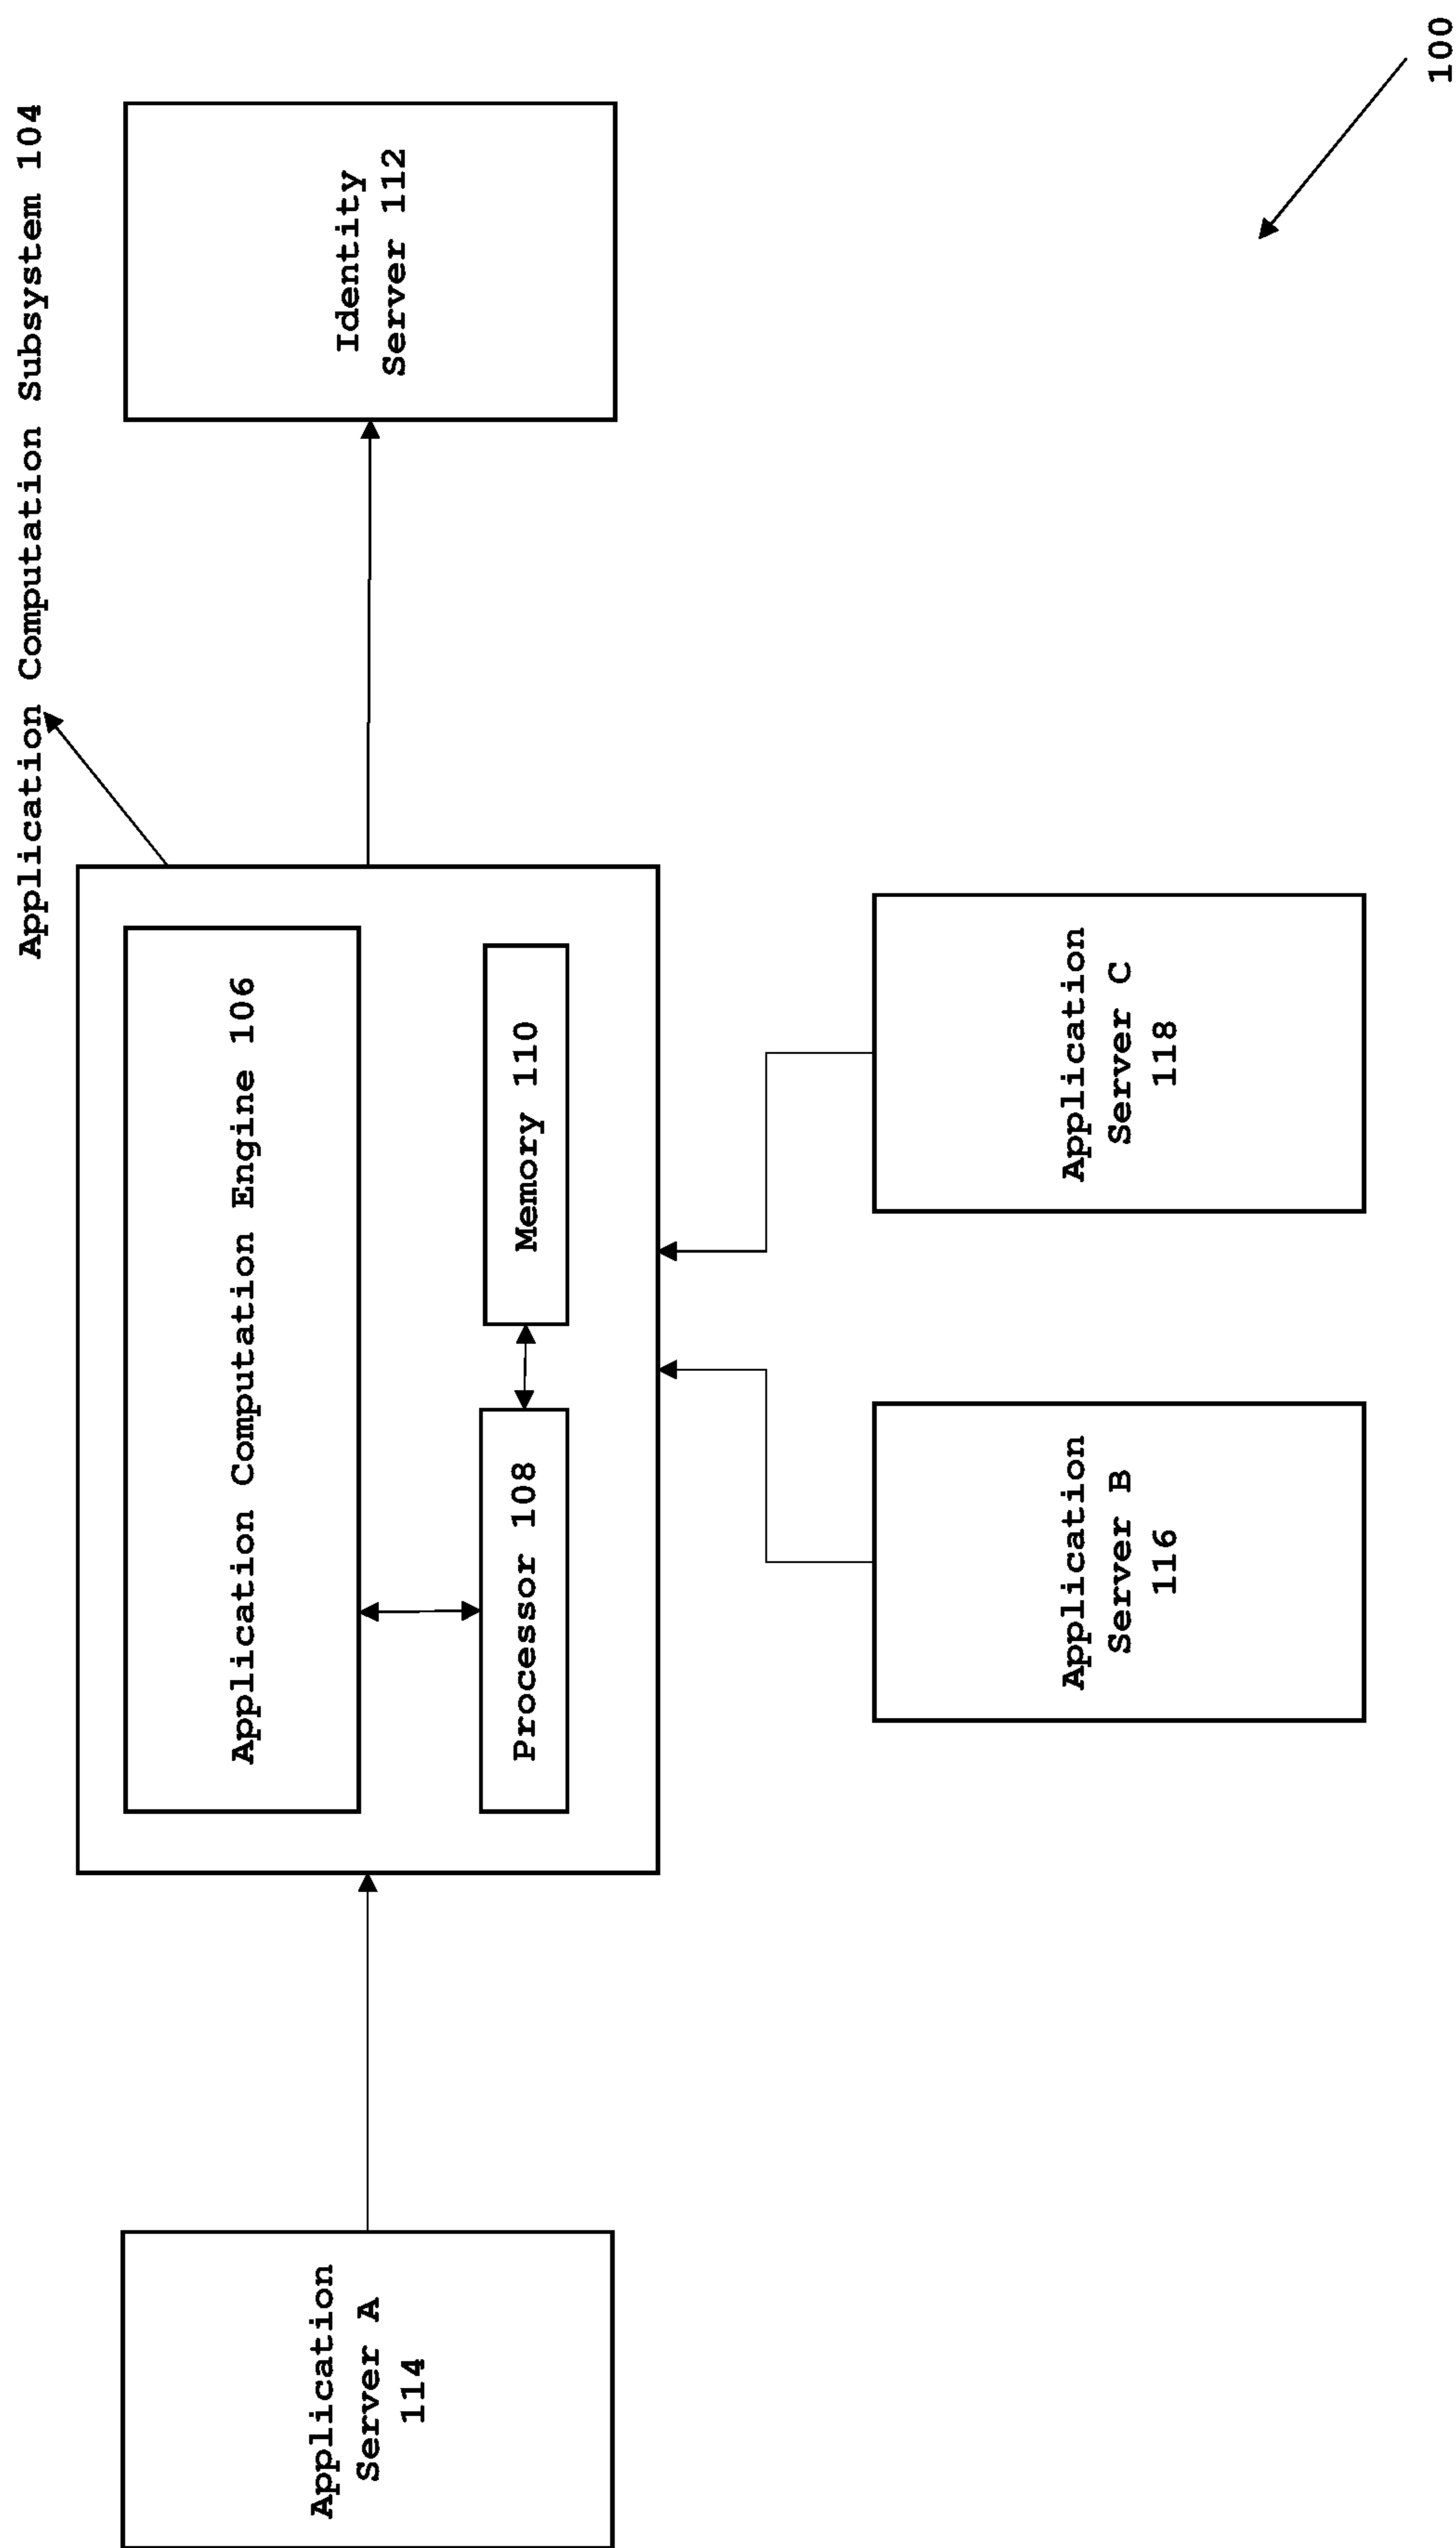 Application Computation Subsystem 104
Application Computation Engine 106
Processor 108
Memory 110
Identity
Server 112
Application
Server A
114
Application
Server B
116
Application
Server C
118
100